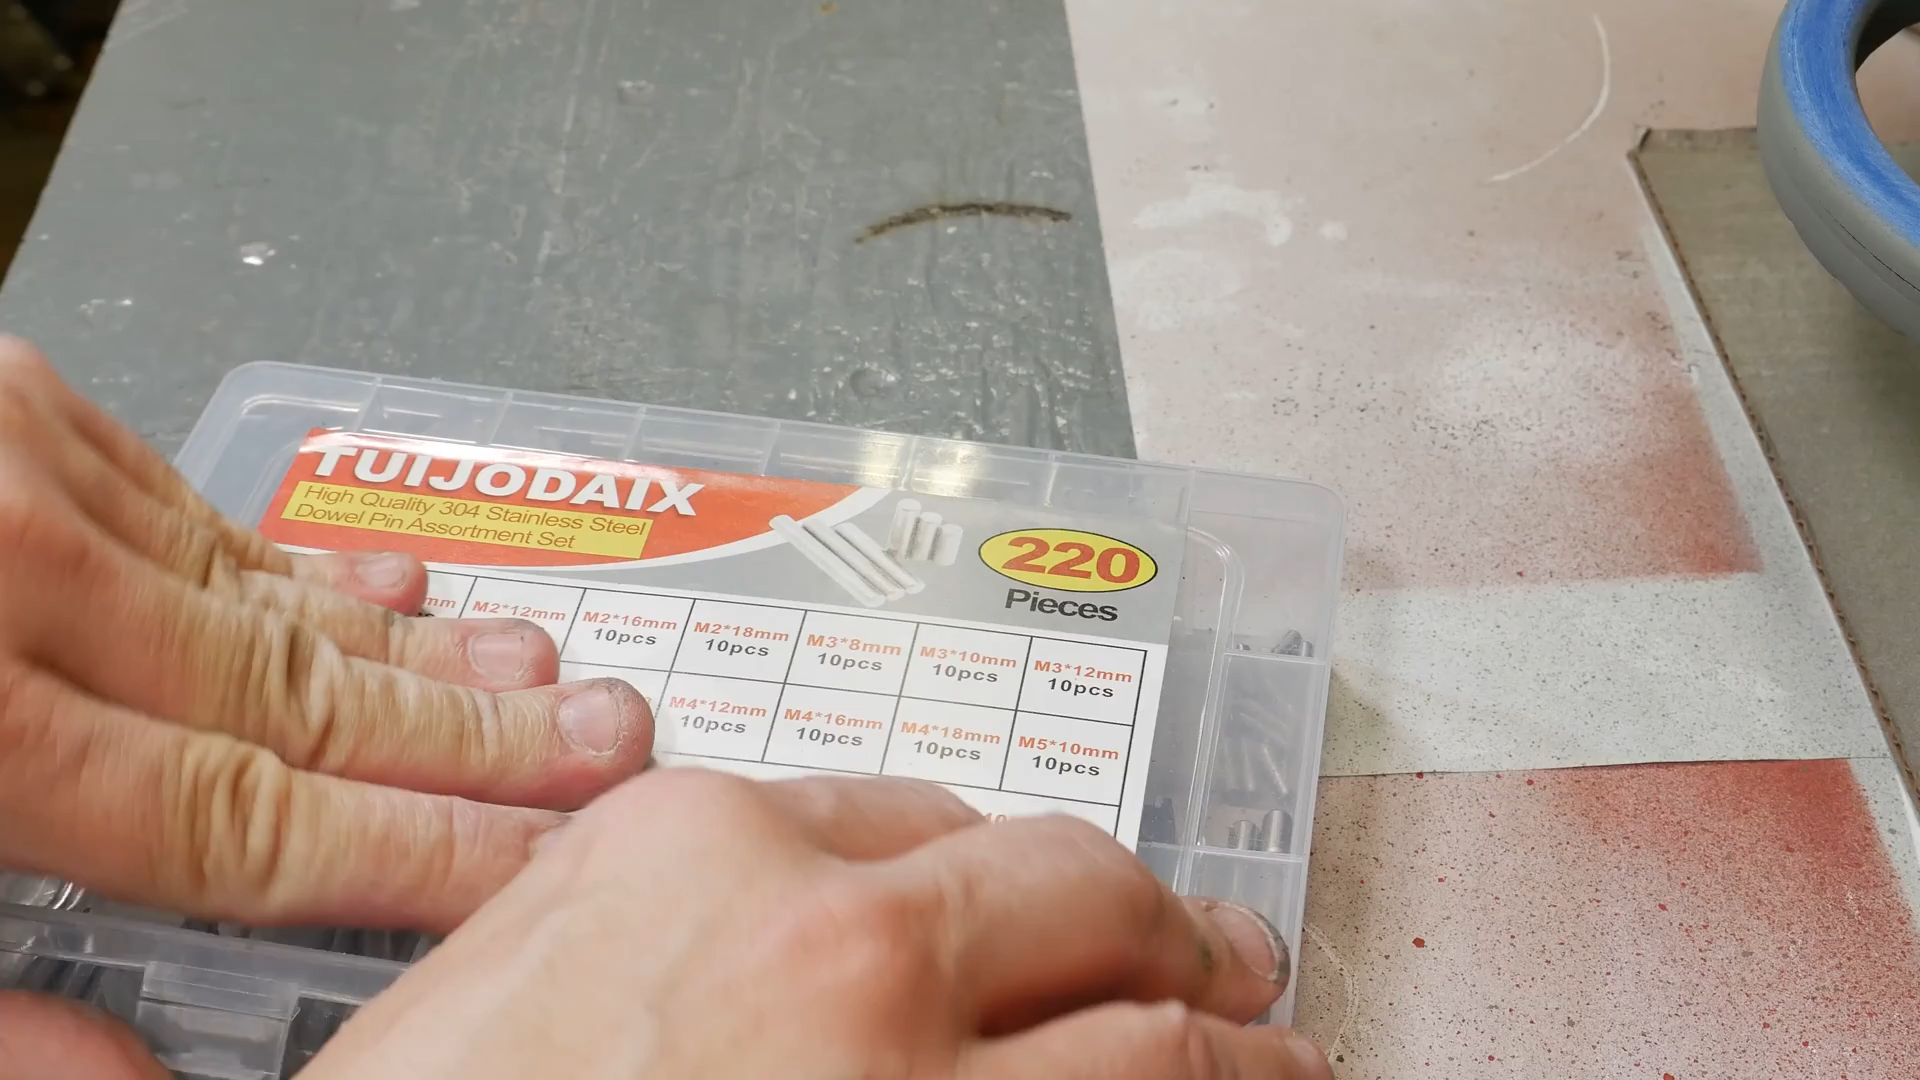 TUIJODAIX
High Quality 304 Stainless Steel
Dowel Pin Assortment Set
220
Pieces
mm M2*12mm M2*16mm M2*18mm M3*8mm M3*10mm M3*12mm
10pcs 10pcs 10pcs 10pcs 10pcs
M4*12mm M4*16mm M4*18mm M5*10mm
10pcs 10pcs 10pcs 10pcs